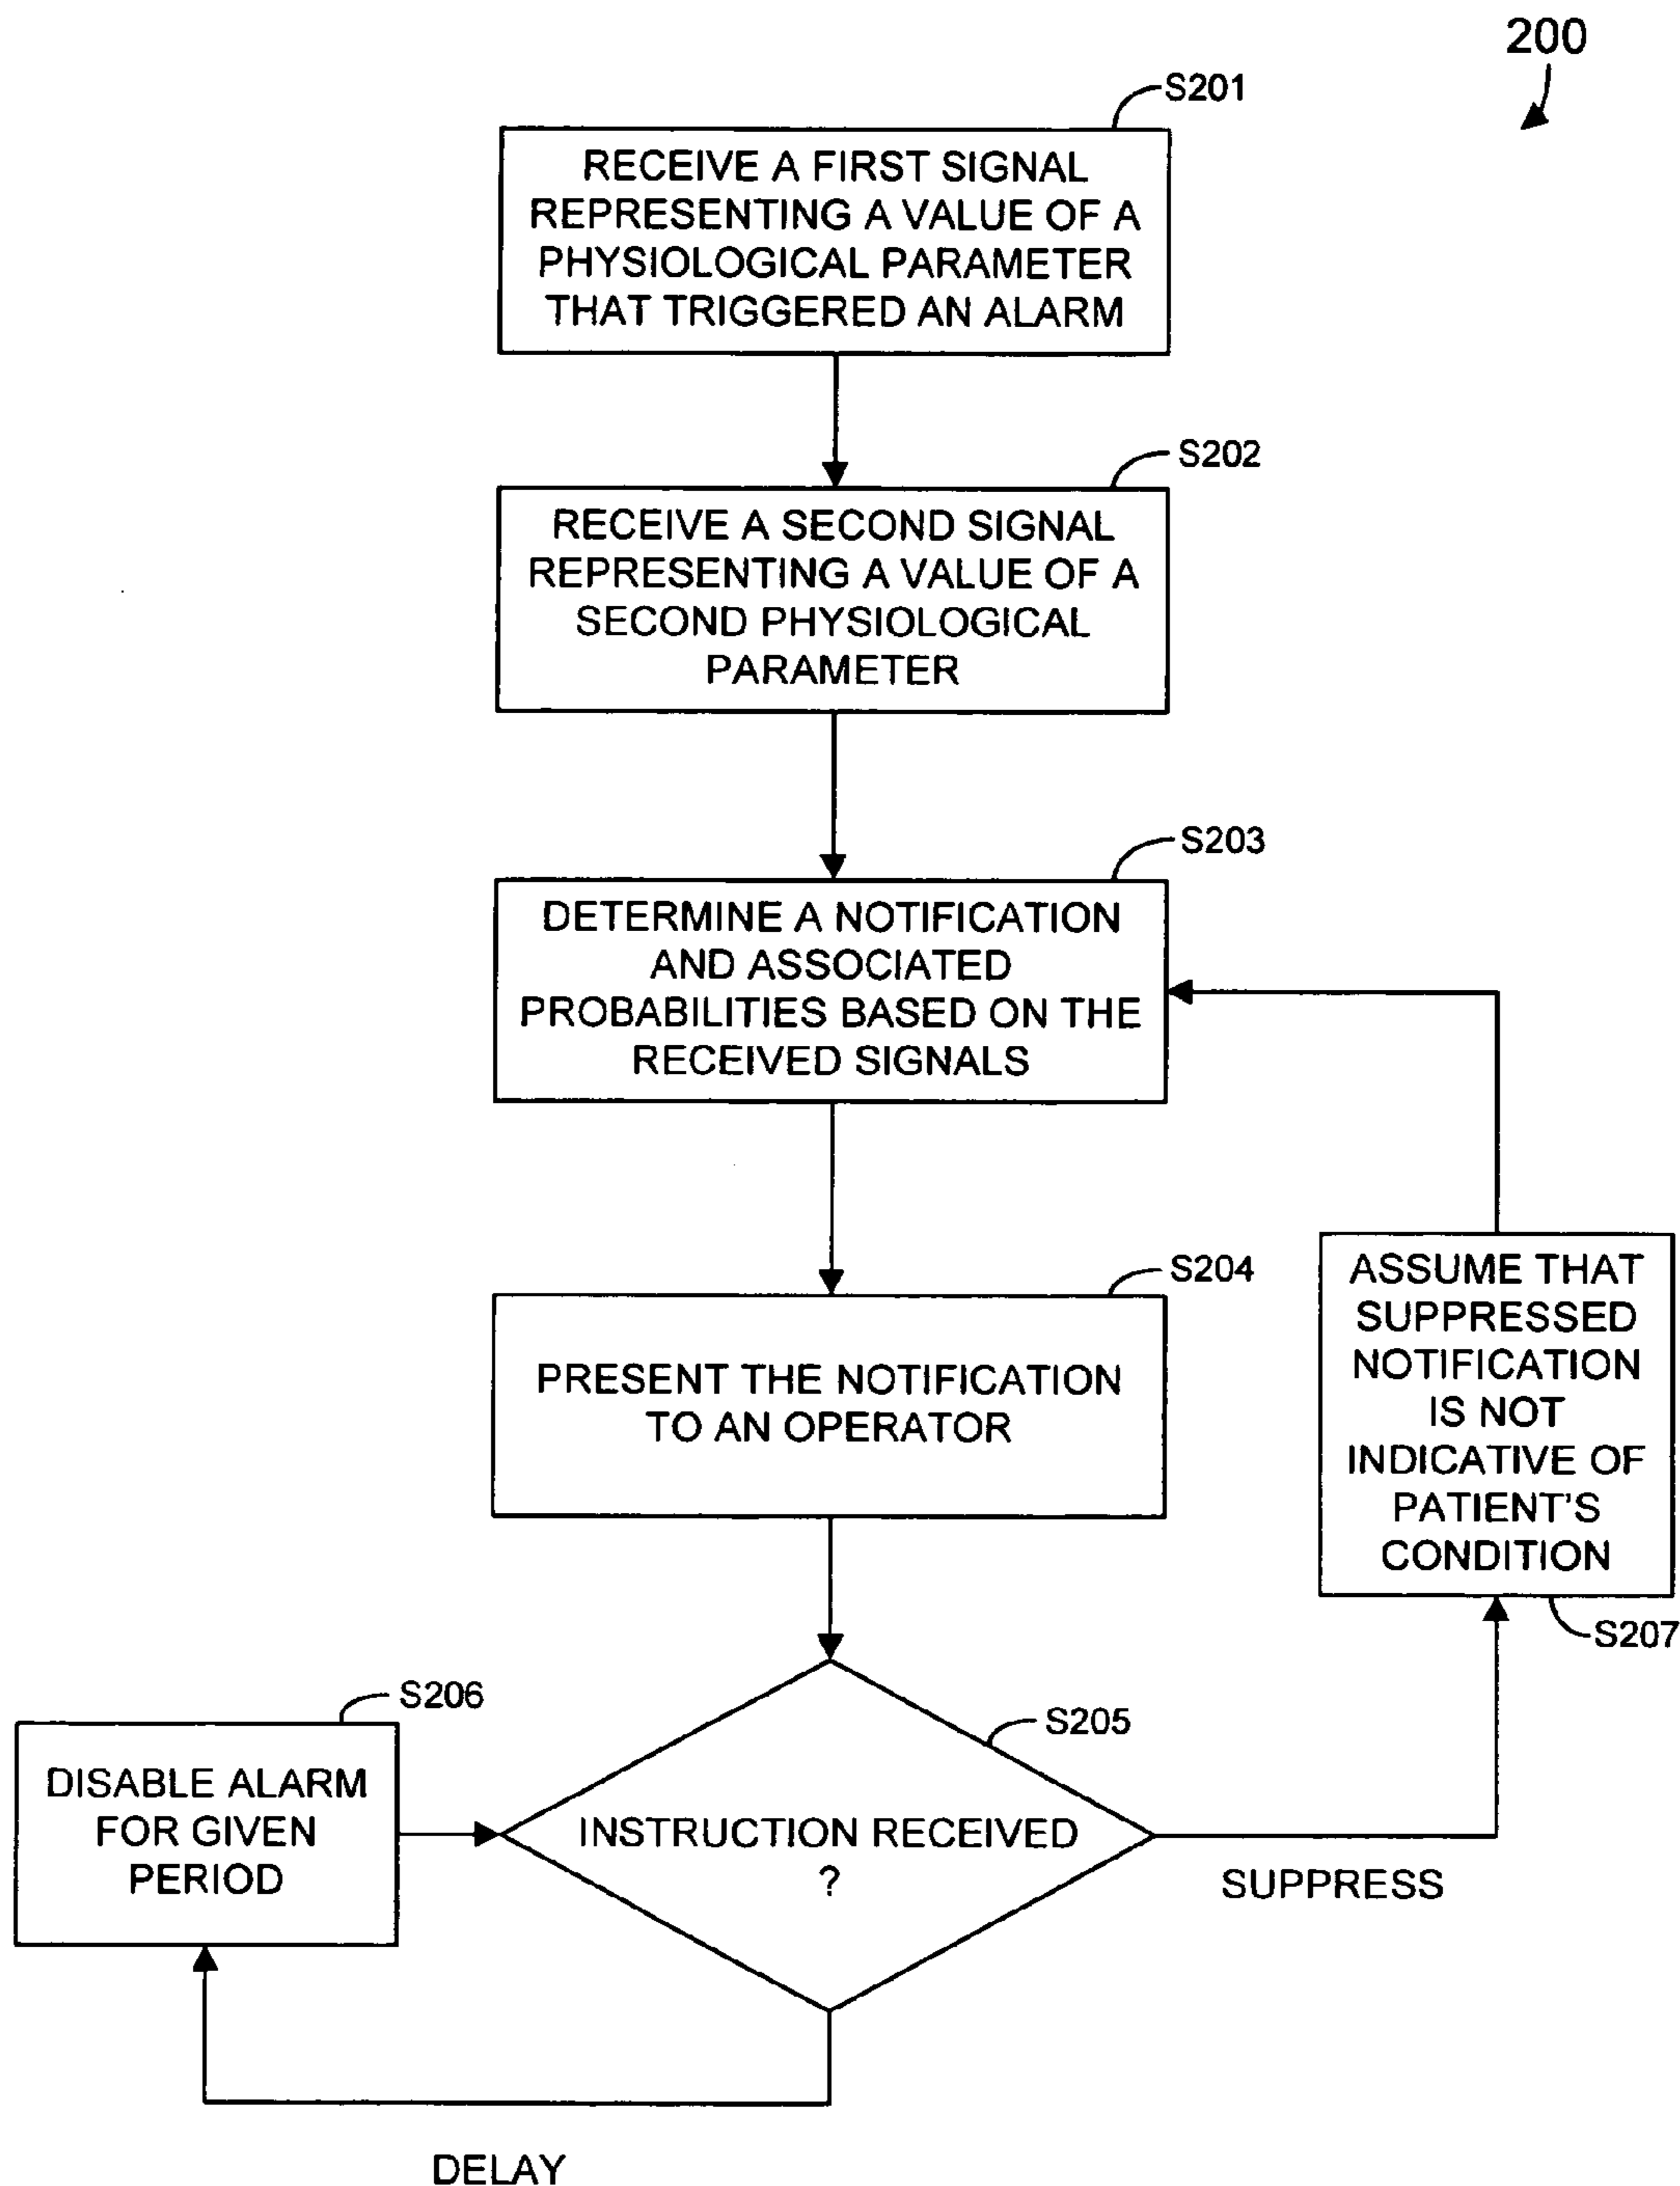 200
S201
RECEIVE A FIRST SIGNAL
REPRESENTING A VALUE OF A
PHYSIOLOGICAL PARAMETER
THAT TRIGGERED AN ALARM
S202
RECEIVE A SECOND SIGNAL
REPRESENTING A VALUE OF A
SECOND PHYSIOLOGICAL
PARAMETER
S203
DETERMINE A NOTIFICATION
AND ASSOCIATED
PROBABILITIES BASED ON THE
RECEIVED SIGNALS
S204
PRESENT THE NOTIFICATION
TO AN OPERATOR
ASSUME THAT
SUPPRESSED
NOTIFICATION
IS NOT
INDICATIVE OF
PATIENT'S
CONDITION
S207
S206
DISABLE ALARM
FOR GIVEN
PERIOD
S205
INSTRUCTION RECEIVED
?
SUPPRESS
DELAY